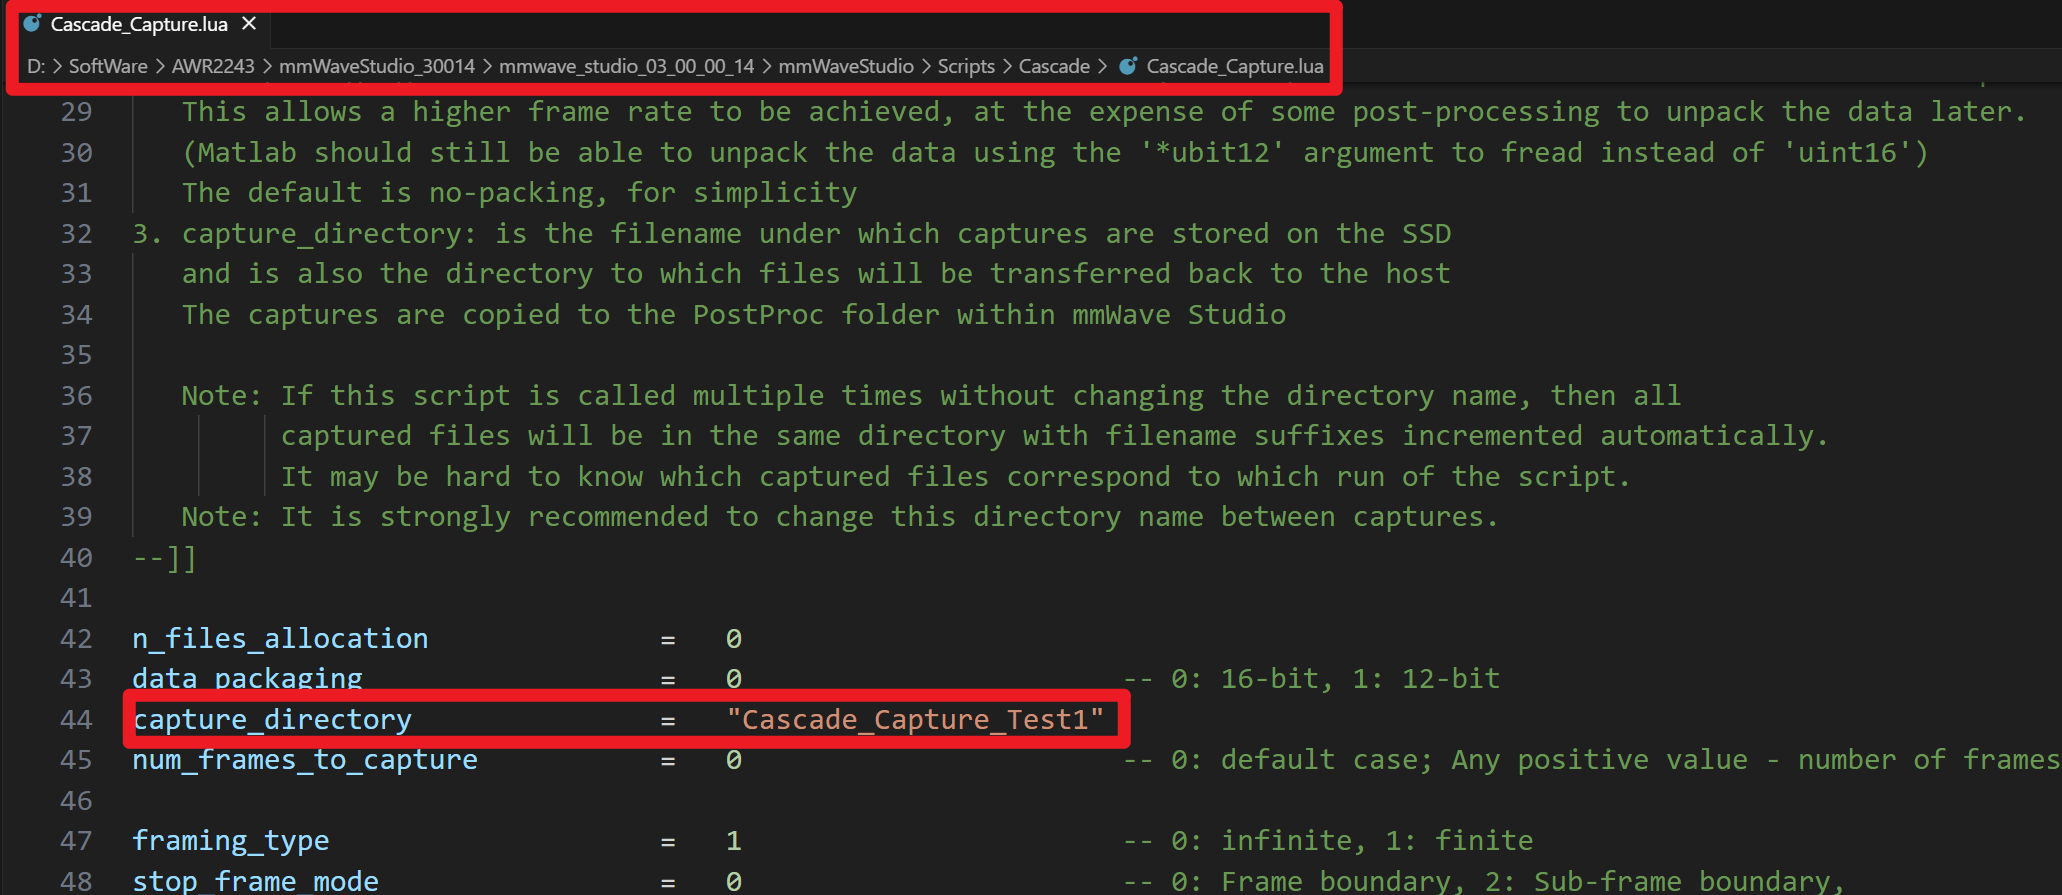 Cascade_Capture.lua ×
D: > SoftWare > AWR2243 > mmWaveStudio_30014 > mmwave_studio_03_00_00_14 > mmWaveStudio > Scripts > Cascade > Cascade_Capture.lua
29 This allows a higher frame rate to be achieved, at the expense of some post-processing to unpack the data later.
30 (Matlab should still be able to unpack the data using the '*ubit12' argument to fread instead of 'uint16')
31 The default is no-packing, for simplicity
32 3. capture_directory: is the filename under which captures are stored on the SSD
33 and is also the directory to which files will be transferred back to the host
34 The captures are copied to the PostProc folder within mmWave Studio
35
36 Note: If this script is called multiple times without changing the directory name, then all
37 captured files will be in the same directory with filename suffixes incremented automatically.
38 It may be hard to know which captured files correspond to which run of the script.
39 Note: It is strongly recommended to change this directory name between captures.
40 --]]
41
42 n_files_allocation = 0
43 data_packaging = 0 -- 0: 16-bit, 1: 12-bit
44 capture_directory = "Cascade_Capture_Test1"
45 num_frames_to_capture = 0 -- 0: default case; Any positive value - number of frames
46
47 framing_type = 1 -- 0: infinite, 1: finite
48 stop_frame_mode = 0 -- 0: Frame boundary, 2: Sub-frame boundary,